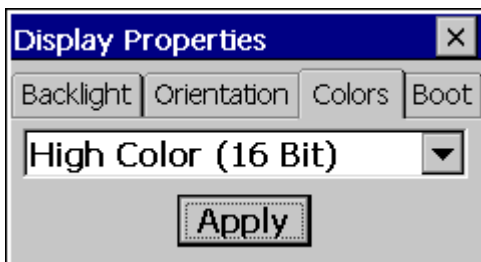 Display Properties
Backlight Orientation Colors Boot
High Color (16 Bit)
Apply